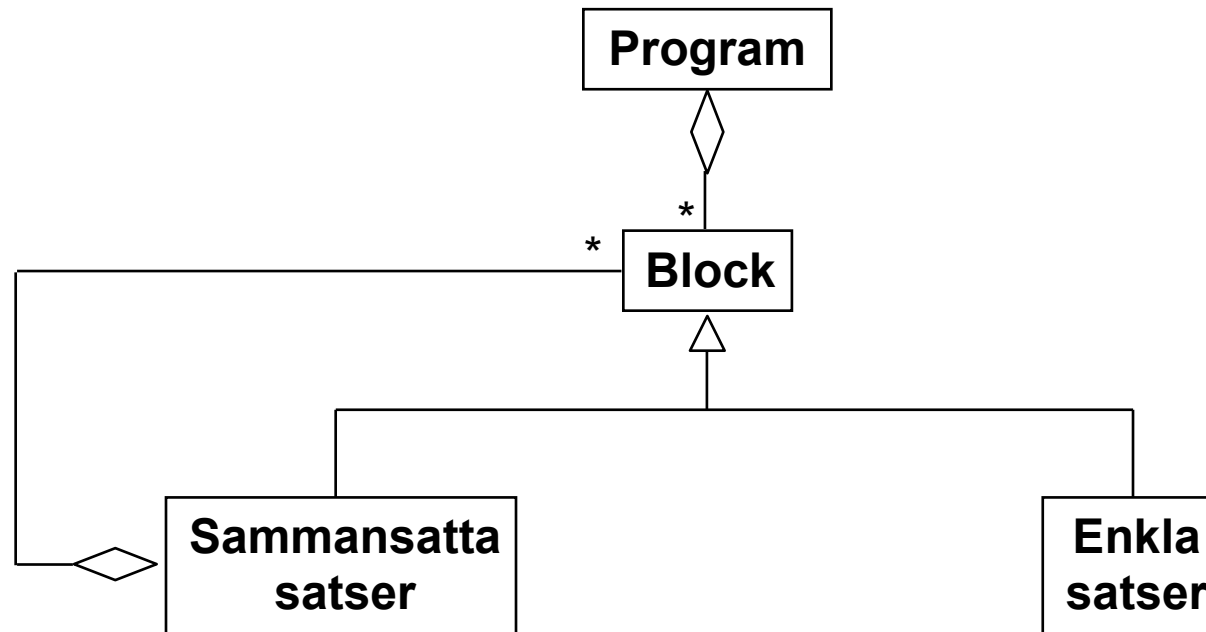 Program
*
*
Block
Sammansatta
satser
Enkla
satser